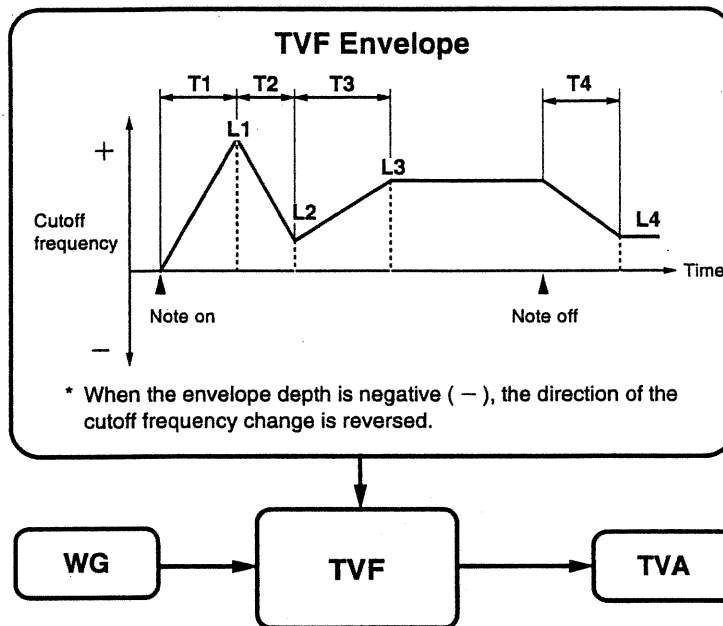 TVF Envelope
T1 T2 T3 T4
+
L1
L3
L2
L4
Cutoff
frequency
Time
Note on
Note off
−
* When the envelope depth is negative ( − ), the direction of the
cutoff frequency change is reversed.
WG
TVF
TVA